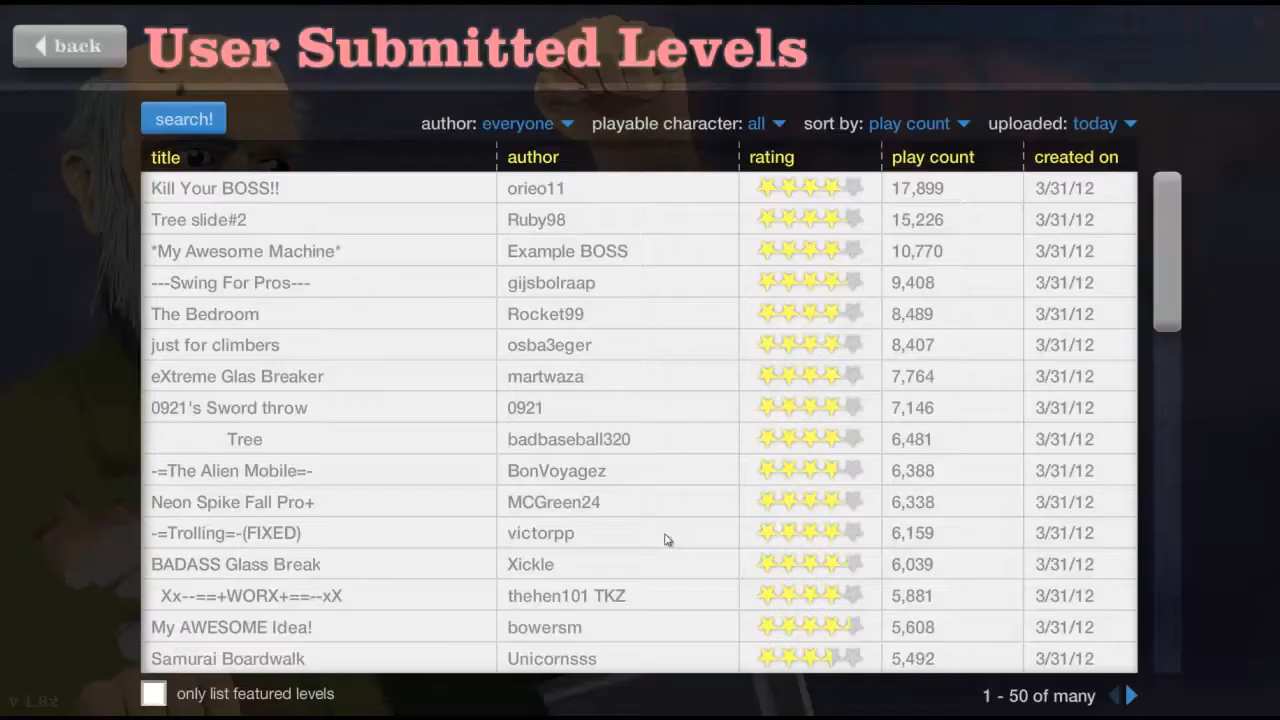 back
User Submitted Levels
search! author: everyone playable character: all sort by: play count uploaded: today
title author rating play count created on
Kill Your BOSS!! orieo11 17,899 3/31/12
Tree slide#2 Ruby98 15,226 3/31/12
*My Awesome Machine* Example BOSS 10,770 3/31/12
---Swing For Pros--- gijsbolraap 9,408 3/31/12
The Bedroom Rocket99 8,489 3/31/12
just for climbers osba3eger 8,407 3/31/12
eXtreme Glas Breaker martwaza 7,764 3/31/12
0921's Sword throw 0921 7,146 3/31/12
Tree badbaseball320 6,481 3/31/12
-=The Alien Mobile=- BonVoyagez 6,388 3/31/12
Neon Spike Fall Pro+ MCGreen24 6,338 3/31/12
-=Trolling=-(FIXED) victorpp 6,159 3/31/12
BADASS Glass Break Xickle 6,039 3/31/12
Xx--==+WORX+==--xX thehen101 TKZ 5,881 3/31/12
My AWESOME Idea! bowersm 5,608 3/31/12
Samurai Boardwalk Unicornsss 5,492 3/31/12
v 1.82 only list featured levels 1 - 50 of many